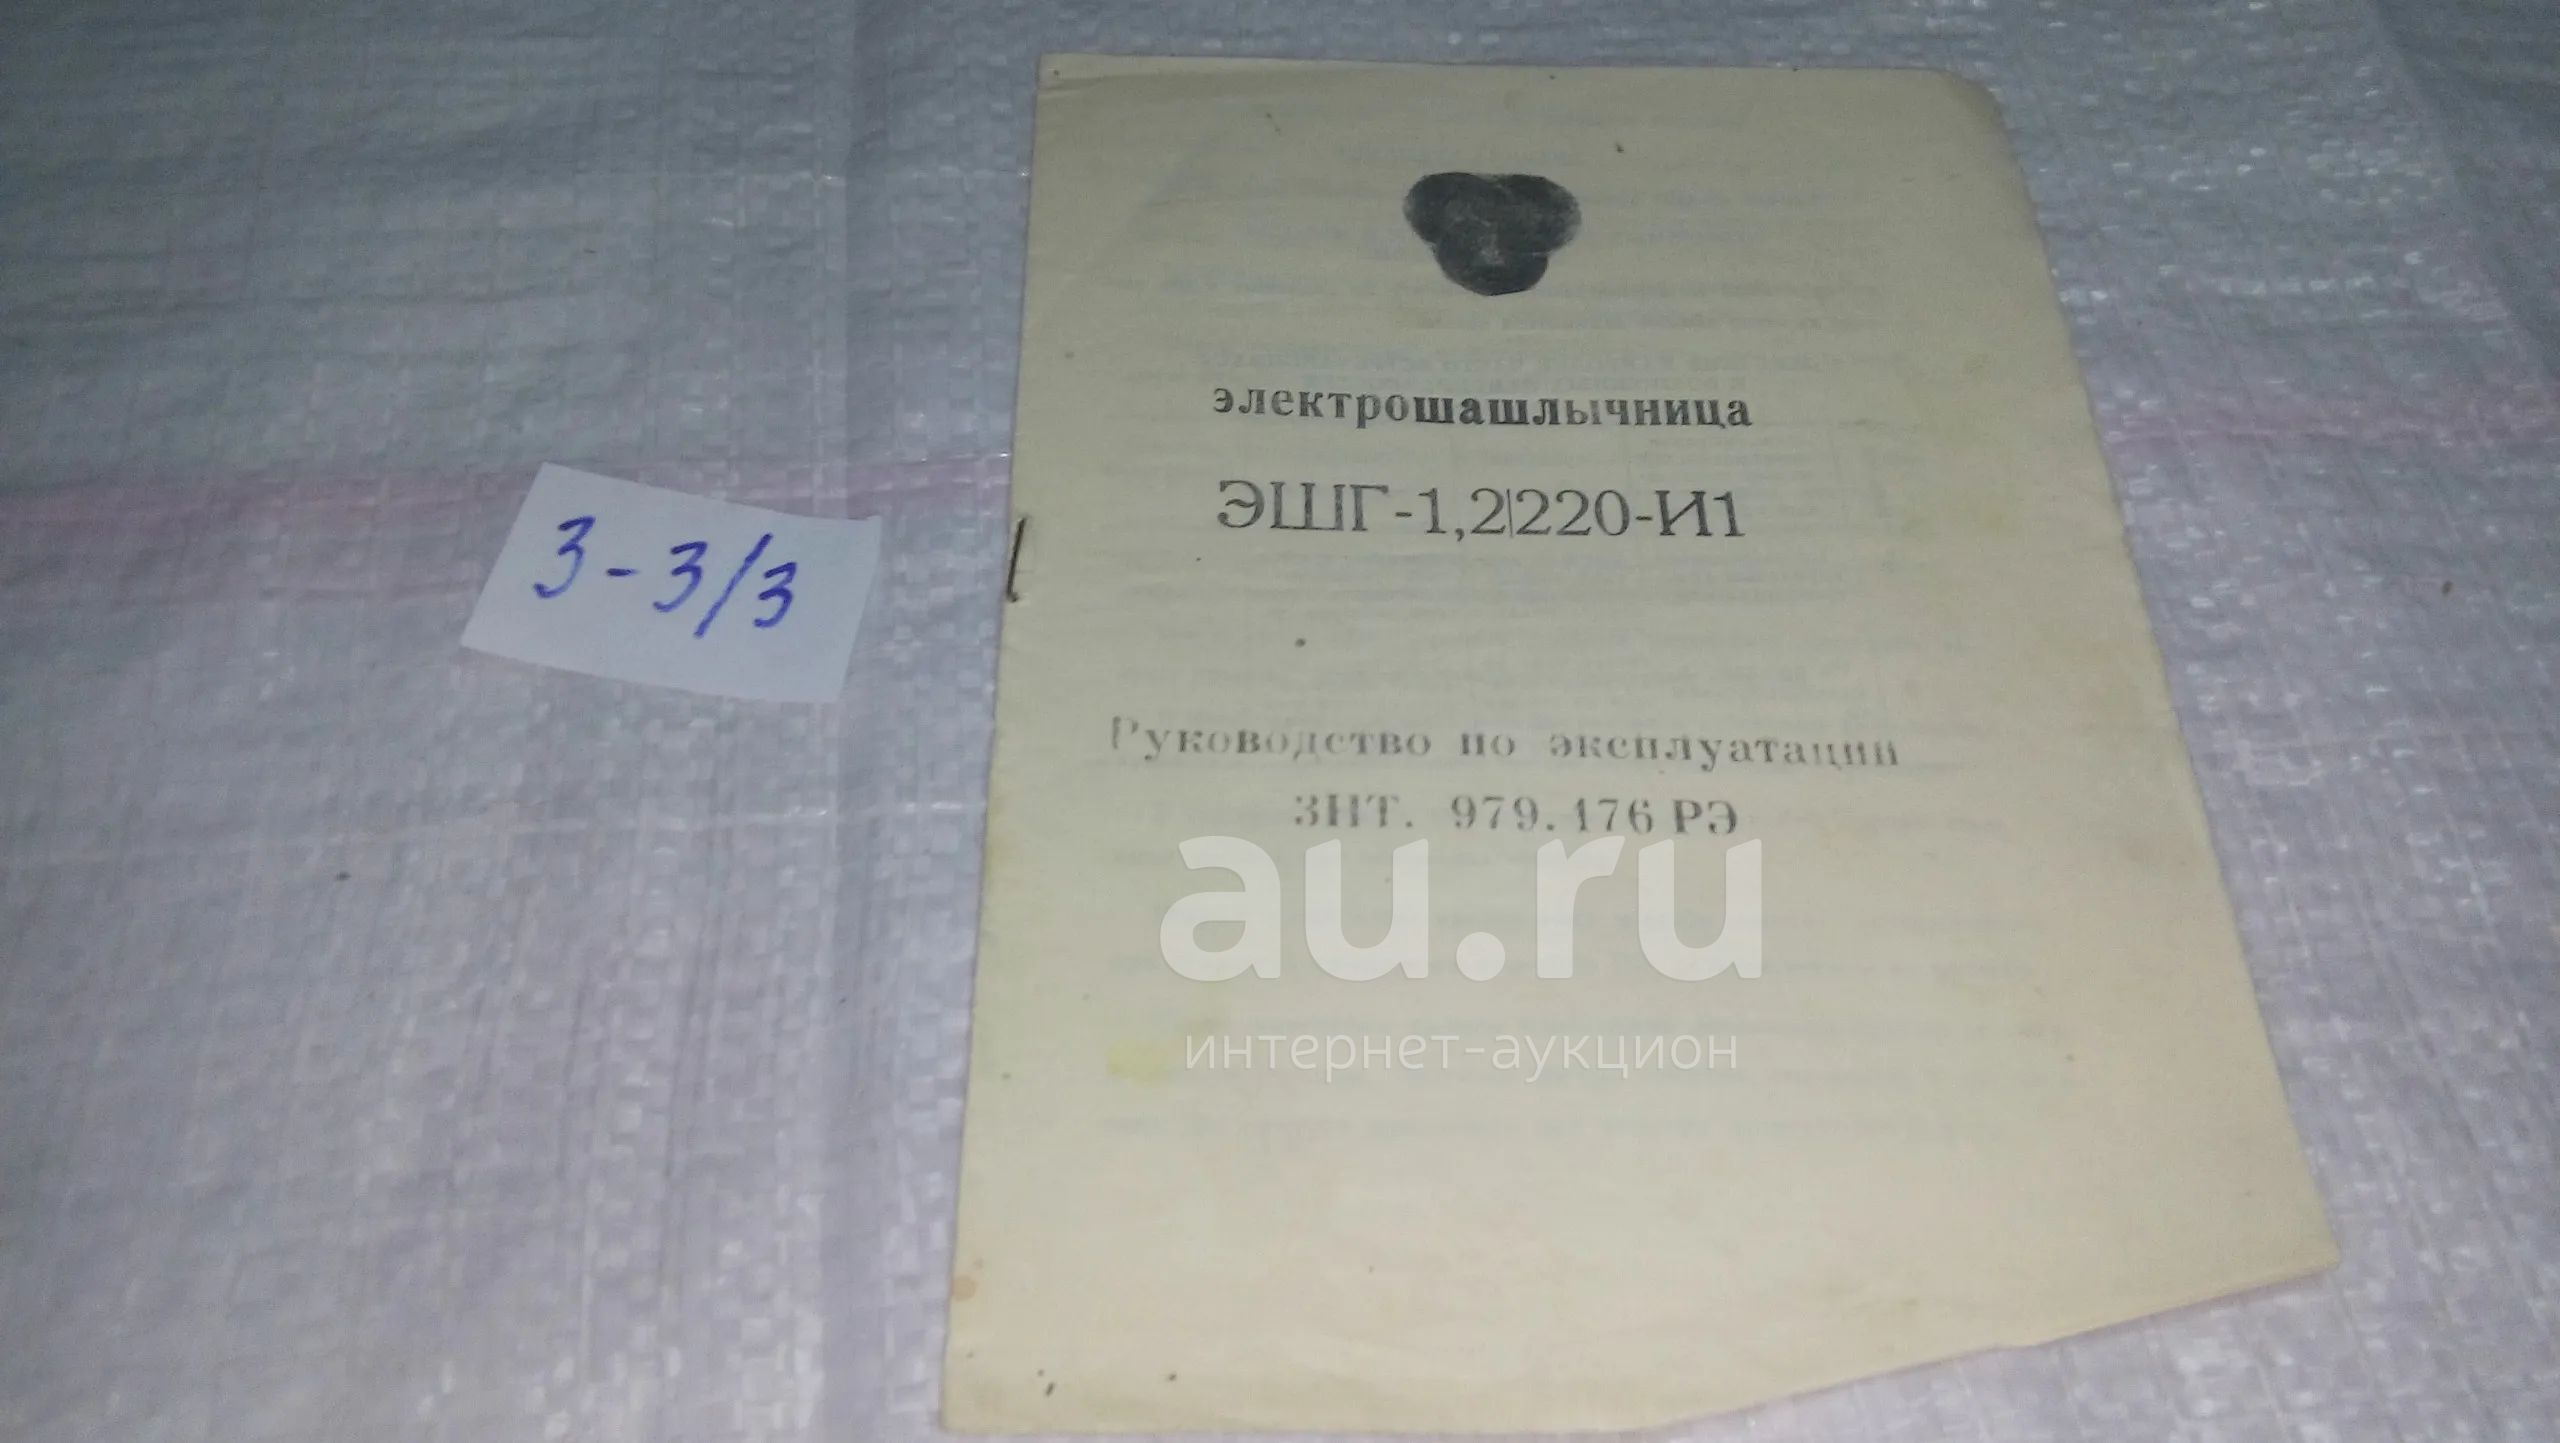 электрошашлычница
ЭШГ-1,2|220-И1
3-3/3
Руководство по эксплуатации
ЗНТ. 979. 176 РЭ
au.ru
интернет-аукцион